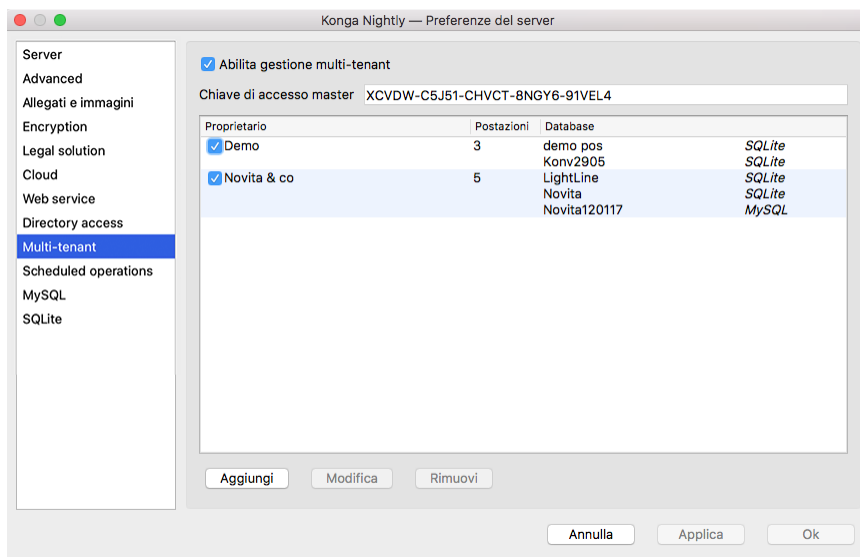 Konga Nightly — Preferenze del server
Server
Advanced
Allegati e immagini
Encryption
Legal solution
Cloud
Web service
Directory access
Multi-tenant
Scheduled operations
MySQL
SQLite
Abilita gestione multi-tenant
Chiave di accesso master XCVDW-C5J51-CHVCT-8NGY6-91VEL4
Proprietario Postazioni Database
Demo 3 demo pos SQLite
Konv2905 SQLite
Novita & co 5 LightLine SQLite
Novita SQLite
Novita120117 MySQL
Aggiungi Modifica Rimuovi
Annulla Applica Ok